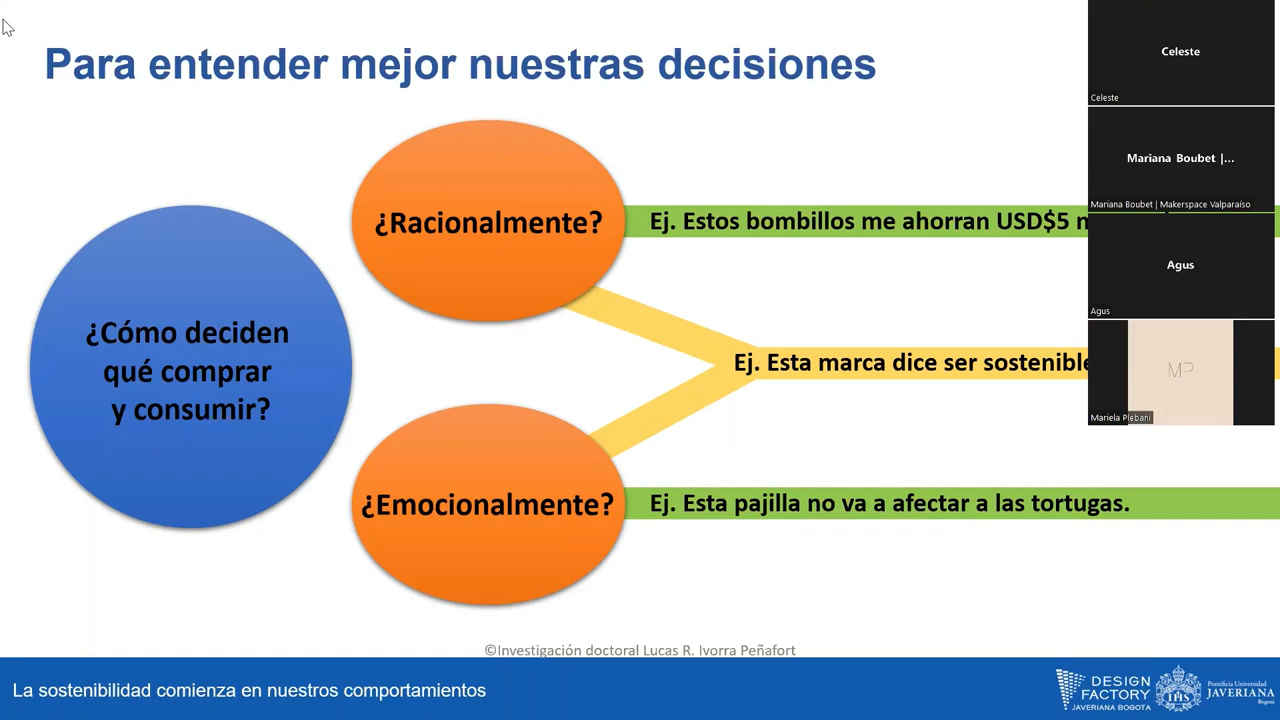 Para entender mejor nuestras decisiones
¿Cómo deciden
qué comprar
y consumir?
¿Racionalmente?
Ej. Estos bombillos me ahorran USD$5
Ej. Esta marca dice ser sostenible
¿Emocionalmente?
Ej. Esta pajilla no va a afectar a las tortugas.
©Investigación doctoral Lucas R. Ivorra Peñafort
La sostenibilidad comienza en nuestros comportamientos
DESIGN
FACTORY
JAVERIANA BOGOTA
IHS
Pontificia Universidad
JAVERIANA
Bogotá
Celeste
Celeste
Mariana Boubet |...
Mariana Boubet | Makerspace Valparaíso
Agus
Agus
MP
Mariela Plebani